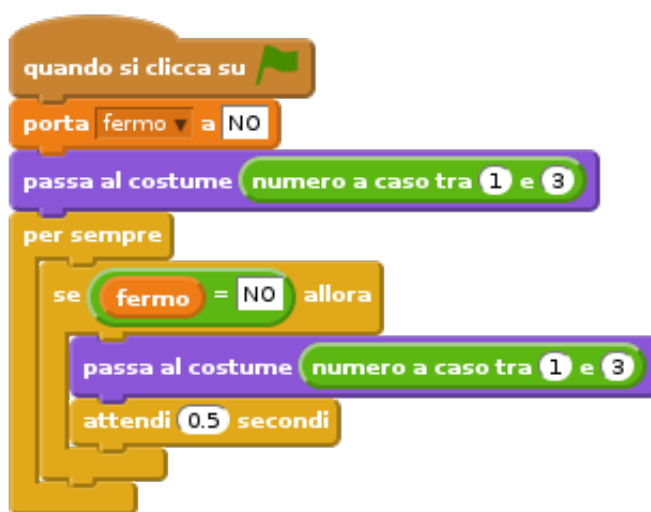 quando si clicca su
porta fermo a NO
passa al costume numero a caso tra 1 e 3
per sempre
se fermo = NO allora
passa al costume numero a caso tra 1 e 3
attendi 0.5 secondi